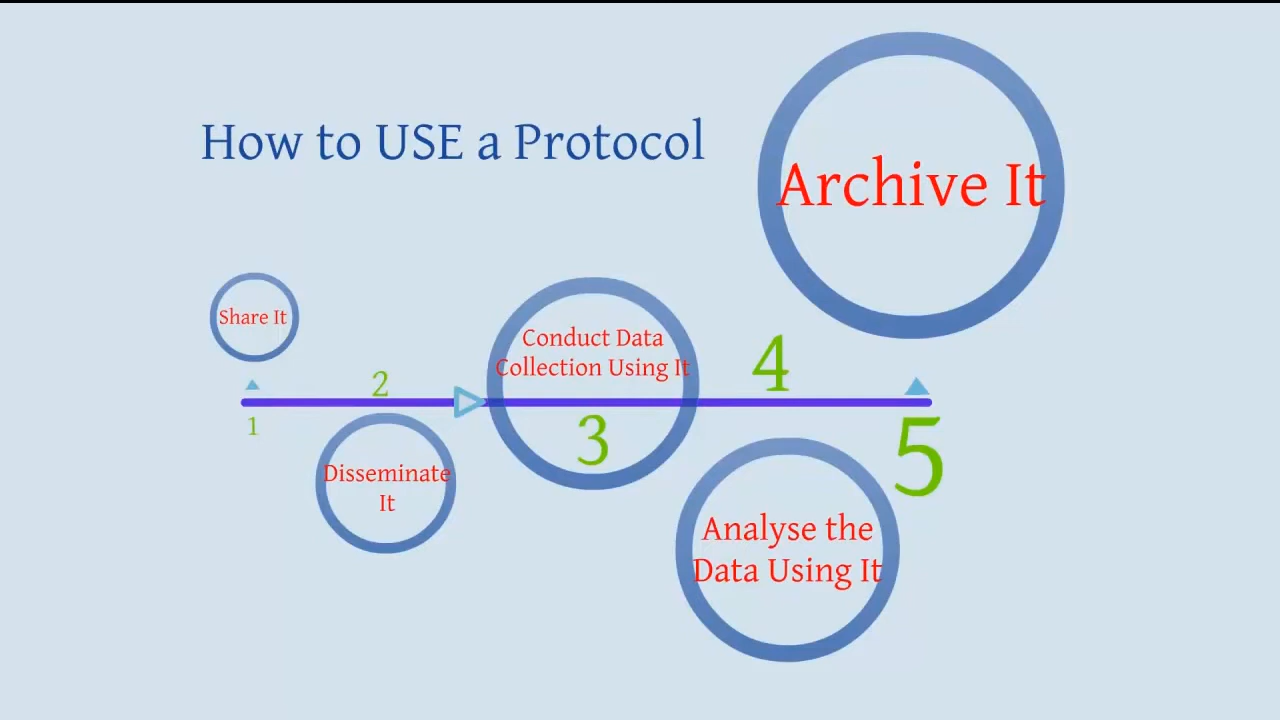 How to USE a Protocol
Archive It
Share It
Conduct Data
Collection Using It
4
2
1
3
5
Disseminate
It
Analyse the
Data Using It